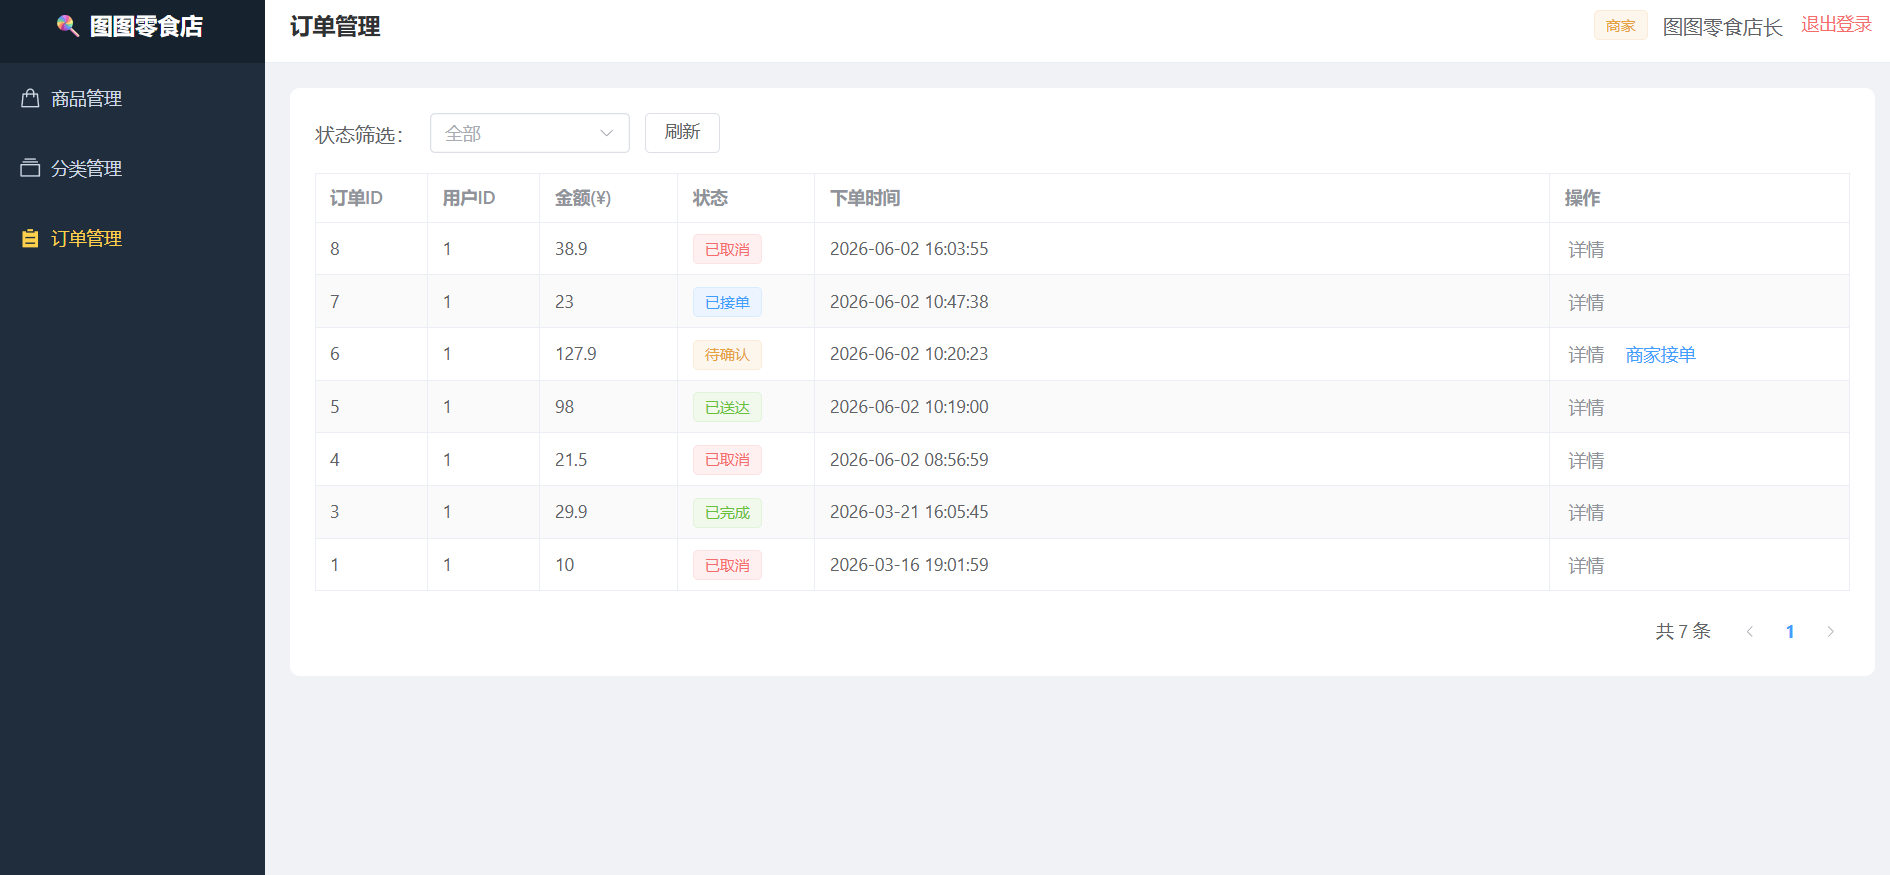 图图零食店
商品管理
分类管理
订单管理
订单管理
商家 图图零食店长 退出登录
状态筛选： 全部 刷新
订单ID 用户ID 金额(¥) 状态 下单时间 操作
8 1 38.9 已取消 2026-06-02 16:03:55 详情
7 1 23 已接单 2026-06-02 10:47:38 详情
6 1 127.9 待确认 2026-06-02 10:20:23 详情 商家接单
5 1 98 已送达 2026-06-02 10:19:00 详情
4 1 21.5 已取消 2026-06-02 08:56:59 详情
3 1 29.9 已完成 2026-03-21 16:05:45 详情
1 1 10 已取消 2026-03-16 19:01:59 详情
共 7 条 1